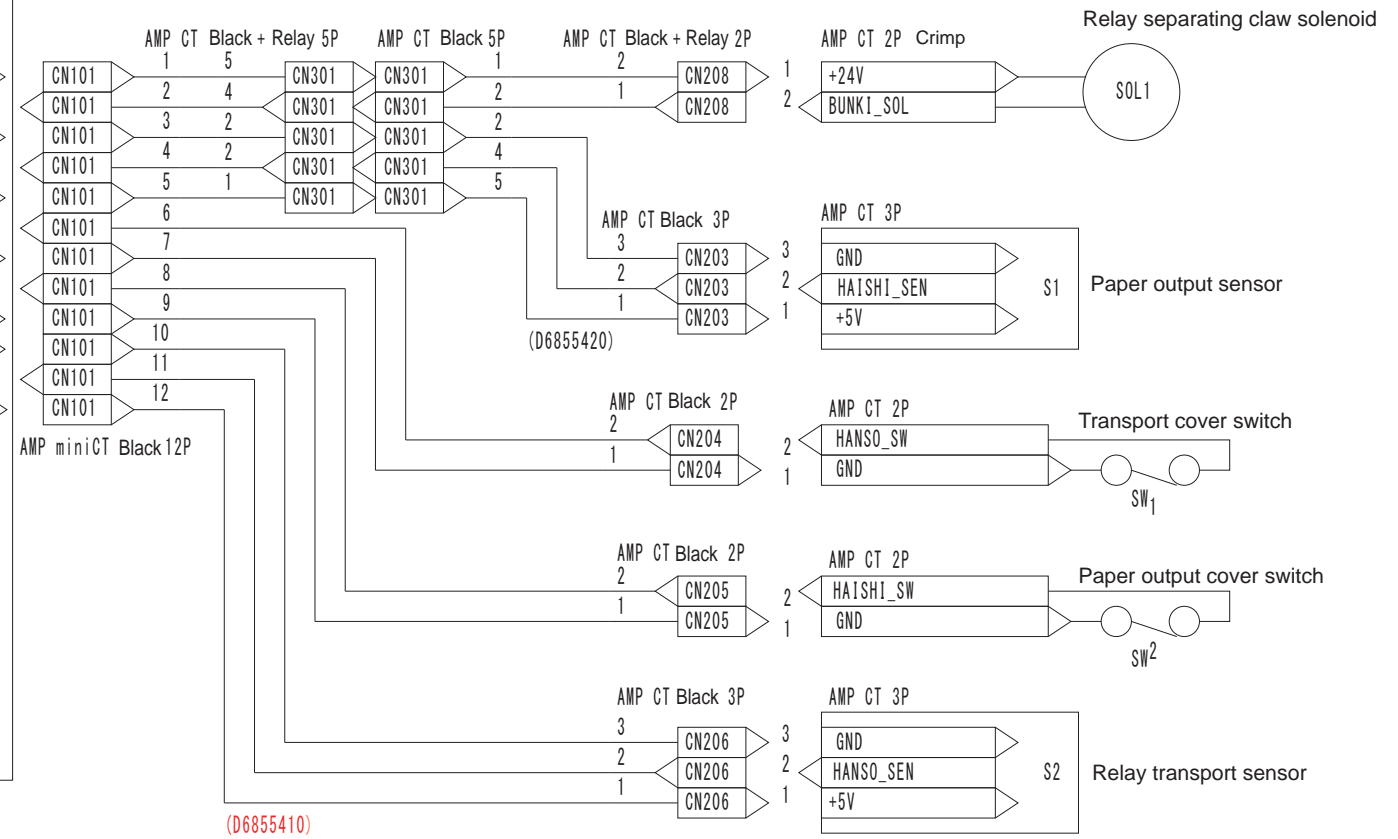 Relay separating claw solenoid
AMP CT Black + Relay 5P AMP CT Black 5P AMP CT Black + Relay 2P AMP CT 2P Crimp
CN101 1 5 CN301 CN301 1 2 CN208 1 +24V
SOL1
CN101 2 4 CN301 CN301 2 1 CN208 2 BUNKI_SOL
CN101 3 2 CN301 CN301 2
CN101 4 2 CN301 CN301 4
CN101 5 1 CN301 CN301 5
CN101 6
AMP CT Black 3P AMP CT 3P
CN101 7 3 CN203 3 GND
CN101 8 2 CN203 2 HAISHI_SEN S1 Paper output sensor
CN101 9 1 CN203 1 +5V
(D6855420)
CN101 10
CN101 11
CN101 12
AMP miniCT Black 12P
AMP CT Black 2P AMP CT 2P Transport cover switch
2 CN204 2 HANSO_SW
1 CN204 1 GND
SW1
AMP CT Black 2P AMP CT 2P Paper output cover switch
2 CN205 2 HAISHI_SW
1 CN205 1 GND
SW2
AMP CT Black 3P AMP CT 3P
3 CN206 3 GND
2 CN206 2 HANSO_SEN S2 Relay transport sensor
1 CN206 1 +5V
(D6855410)